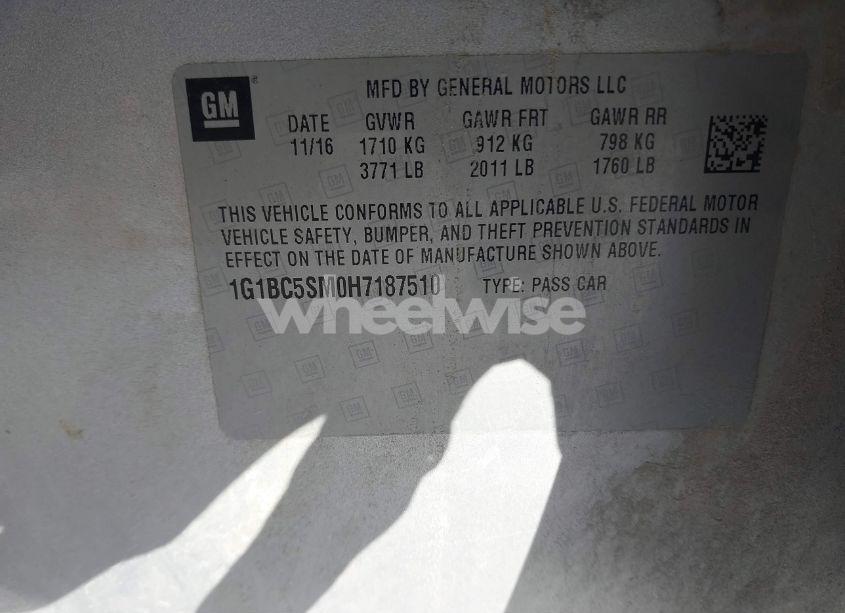 GM
MFD BY GENERAL MOTORS LLC
DATE GVWR GAWR FRT GAWR RR
11/16 1710 KG 912 KG 798 KG
3771 LB 2011 LB 1760 LB
THIS VEHICLE CONFORMS TO ALL APPLICABLE U.S. FEDERAL MOTOR
VEHICLE SAFETY, BUMPER, AND THEFT PREVENTION STANDARDS IN
EFFECT ON THE DATE OF MANUFACTURE SHOWN ABOVE.
1G1BC5SM0H7187510 TYPE: PASS CAR
wheelwise